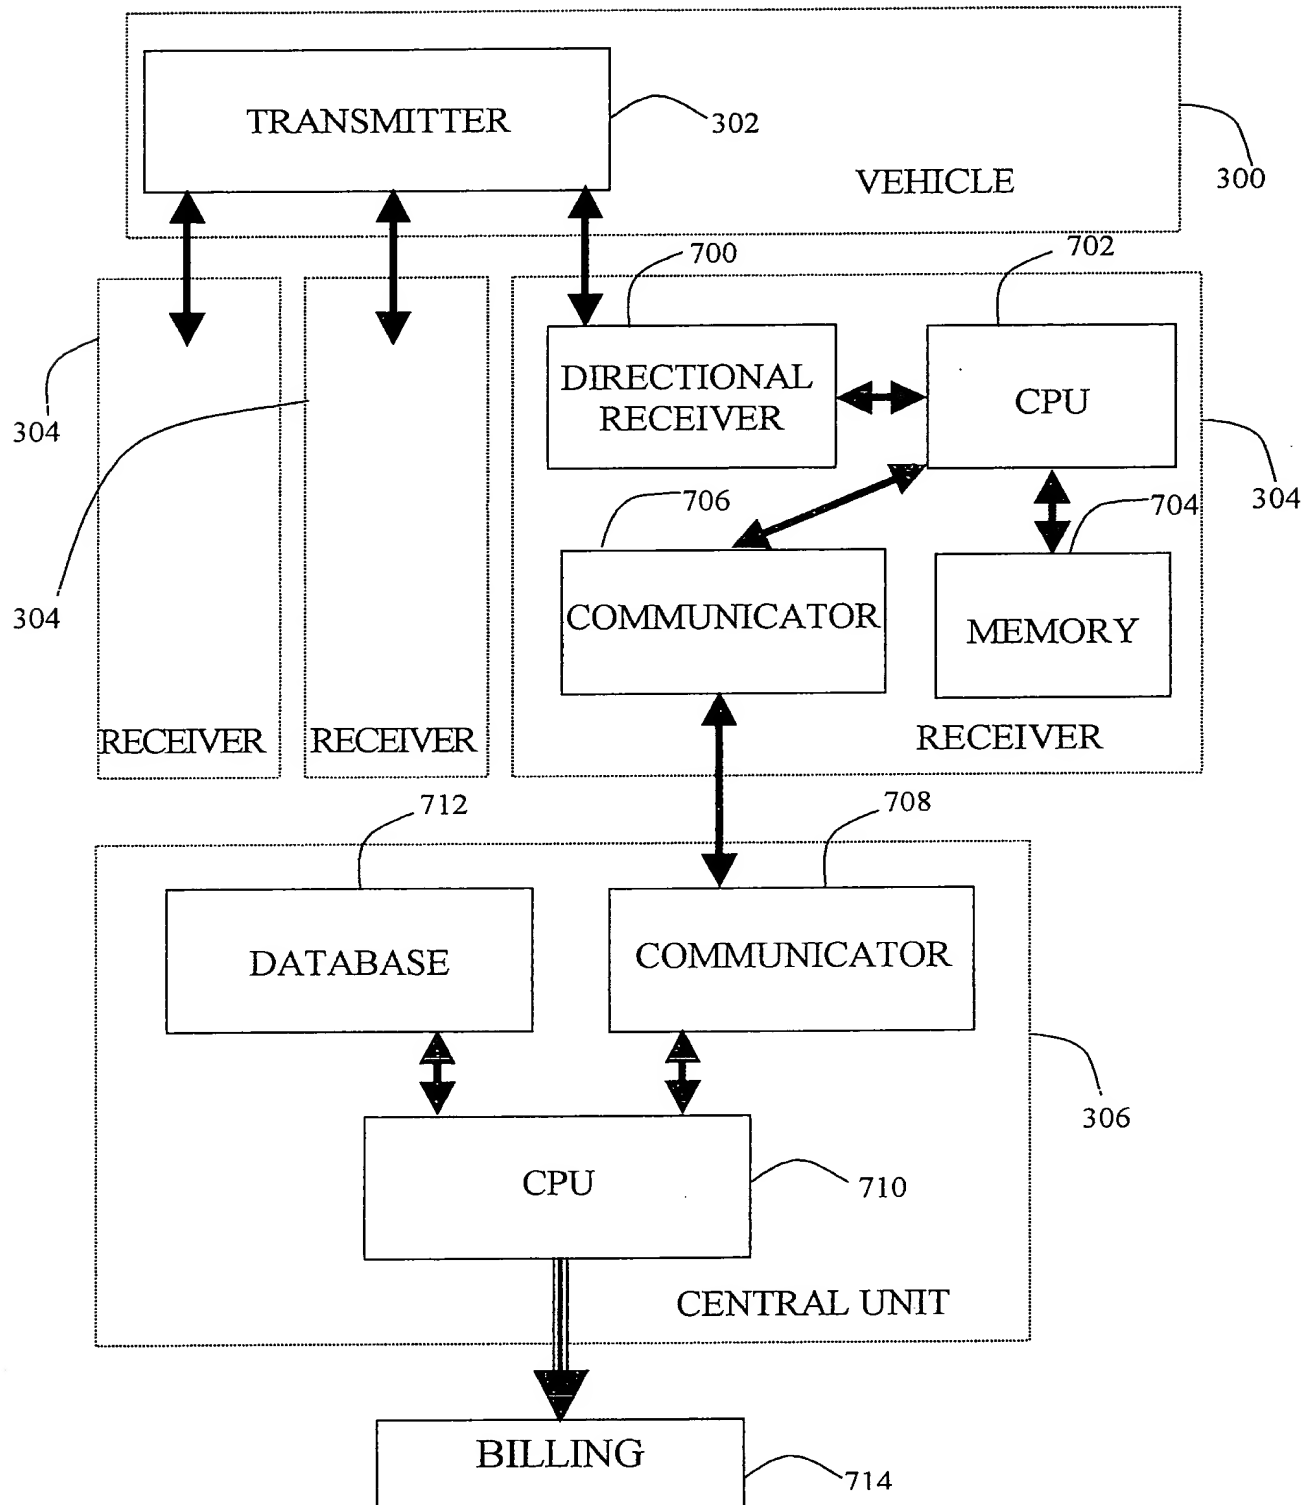 TRANSMITTER
302
VEHICLE
300
700
702
304
DIRECTIONAL
RECEIVER
CPU
304
706
704
304
COMMUNICATOR
MEMORY
RECEIVER
RECEIVER
RECEIVER
712
708
DATABASE
COMMUNICATOR
306
CPU
710
CENTRAL UNIT
BILLING
714